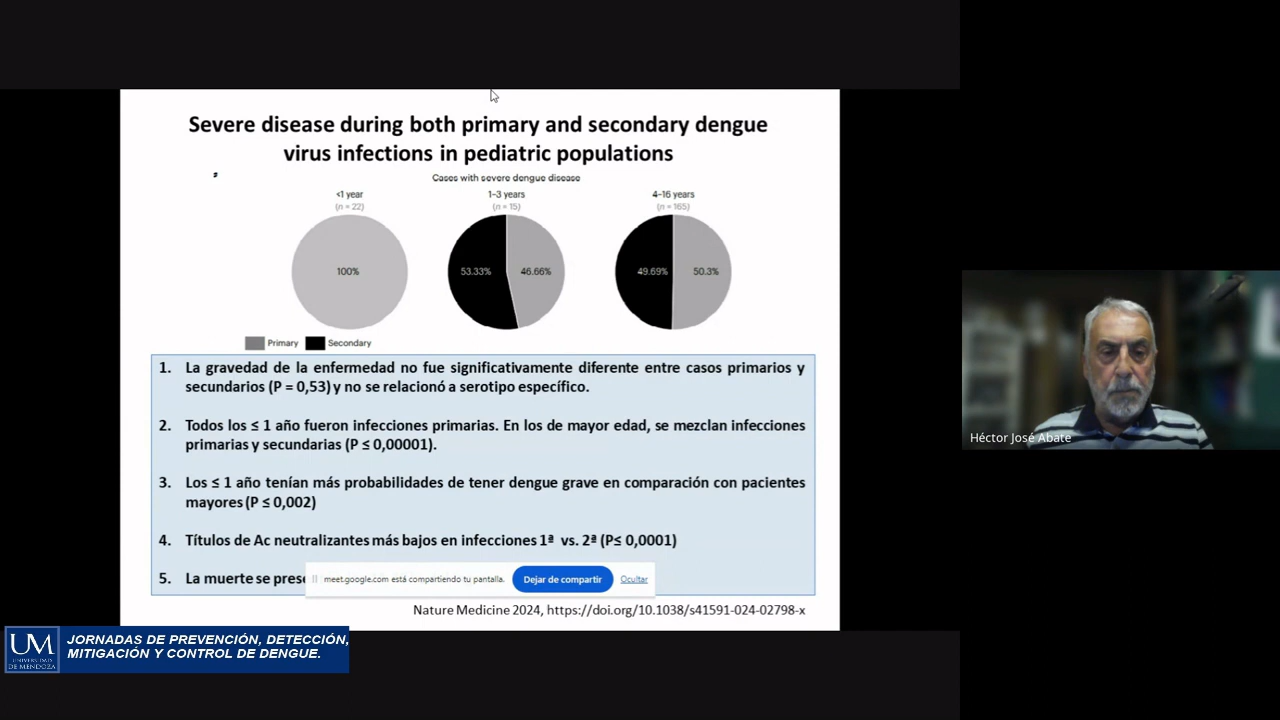 Severe disease during both primary and secondary dengue
virus infections in pediatric populations
Cases with severe dengue disease
<1 year
(n = 22)
1–3 years
(n = 15)
4–16 years
(n = 165)
100%
53.33%
46.66%
49.69%
50.3%
Primary
Secondary
1. La gravedad de la enfermedad no fue significativamente diferente entre casos primarios y
secundarios (P = 0,53) y no se relacionó a serotipo específico.
2. Todos los ≤ 1 año fueron infecciones primarias. En los de mayor edad, se mezclan infecciones
primarias y secundarias (P ≤ 0,00001).
3. Los ≤ 1 año tenían más probabilidades de tener dengue grave en comparación con pacientes
mayores (P ≤ 0,002)
4. Títulos de Ac neutralizantes más bajos en infecciones 1ª vs. 2ª (P≤ 0,0001)
5. La muerte se
meet.google.com está compartiendo tu pantalla.
Dejar de compartir
Ocultar
Nature Medicine 2024, https://doi.org/10.1038/s41591-024-02798-x
Héctor José Abate
UM
UNIVERSIDAD
DE MENDOZA
JORNADAS DE PREVENCIÓN, DETECCIÓN,
MITIGACIÓN Y CONTROL DE DENGUE.